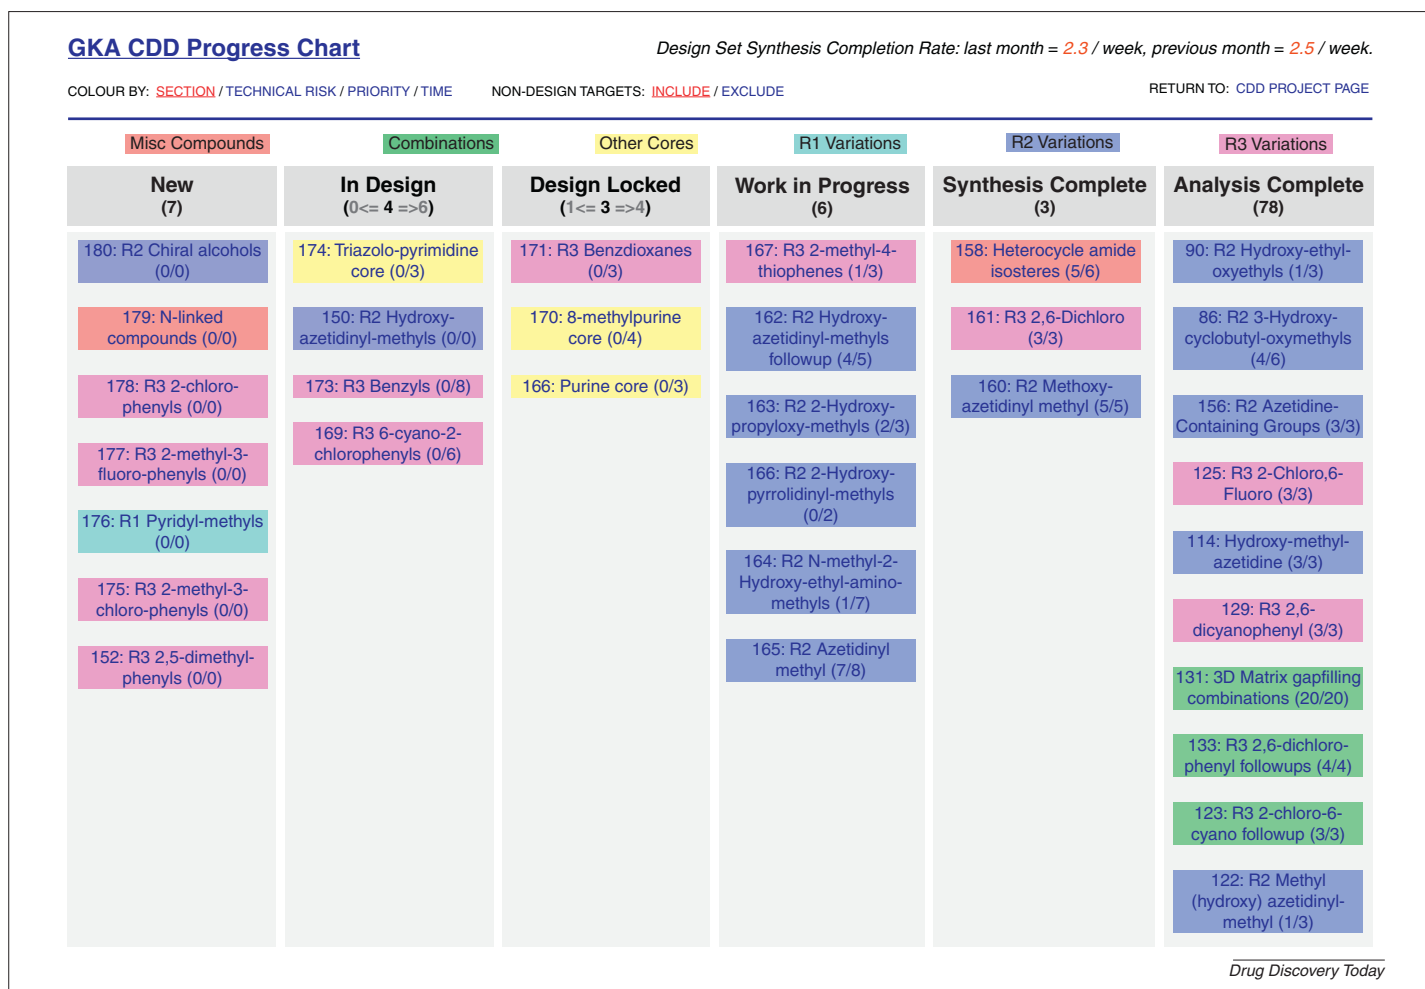 GKA CDD Progress Chart
Design Set Synthesis Completion Rate: last month = 2.3 / week, previous month = 2.5 / week.
COLOUR BY: SECTION / TECHNICAL RISK / PRIORITY / TIME
NON-DESIGN TARGETS: INCLUDE / EXCLUDE
RETURN TO: CDD PROJECT PAGE
Misc Compounds
Combinations
Other Cores
R1 Variations
R2 Variations
R3 Variations
New
(7)
180: R2 Chiral alcohols
(0/0)
179: N-linked
compounds (0/0)
178: R3 2-chloro-
phenyls (0/0)
177: R3 2-methyl-3-
fluoro-phenyls (0/0)
176: R1 Pyridyl-methyls
(0/0)
175: R3 2-methyl-3-
chloro-phenyls (0/0)
152: R3 2,5-dimethyl-
phenyls (0/0)
In Design
(0<= 4 =>6)
174: Triazolo-pyrimidine
core (0/3)
150: R2 Hydroxy-
azetidinyl-methyls (0/0)
173: R3 Benzyls (0/8)
169: R3 6-cyano-2-
chlorophenyls (0/6)
Design Locked
(1<= 3 =>4)
171: R3 Benzdioxanes
(0/3)
170: 8-methylpurine
core (0/4)
166: Purine core (0/3)
Work in Progress
(6)
167: R3 2-methyl-4-
thiophenes (1/3)
162: R2 Hydroxy-
azetidinyl-methyls
followup (4/5)
163: R2 2-Hydroxy-
propyloxy-methyls (2/3)
166: R2 2-Hydroxy-
pyrrolidinyl-methyls
(0/2)
164: R2 N-methyl-2-
Hydroxy-ethyl-amino-
methyls (1/7)
165: R2 Azetidinyl
methyl (7/8)
Synthesis Complete
(3)
158: Heterocycle amide
isosteres (5/6)
161: R3 2,6-Dichloro
(3/3)
160: R2 Methoxy-
azetidinyl methyl (5/5)
Analysis Complete
(78)
90: R2 Hydroxy-ethyl-
oxyethyls (1/3)
86: R2 3-Hydroxy-
cyclobutyl-oxymethyls
(4/6)
156: R2 Azetidine-
Containing Groups (3/3)
125: R3 2-Chloro,6-
Fluoro (3/3)
114: Hydroxy-methyl-
azetidine (3/3)
129: R3 2,6-
dicyanophenyl (3/3)
131: 3D Matrix gapfilling
combinations (20/20)
133: R3 2,6-dichloro-
phenyl followups (4/4)
123: R3 2-chloro-6-
cyano followup (3/3)
122: R2 Methyl
(hydroxy) azetidinyl-
methyl (1/3)
Drug Discovery Today